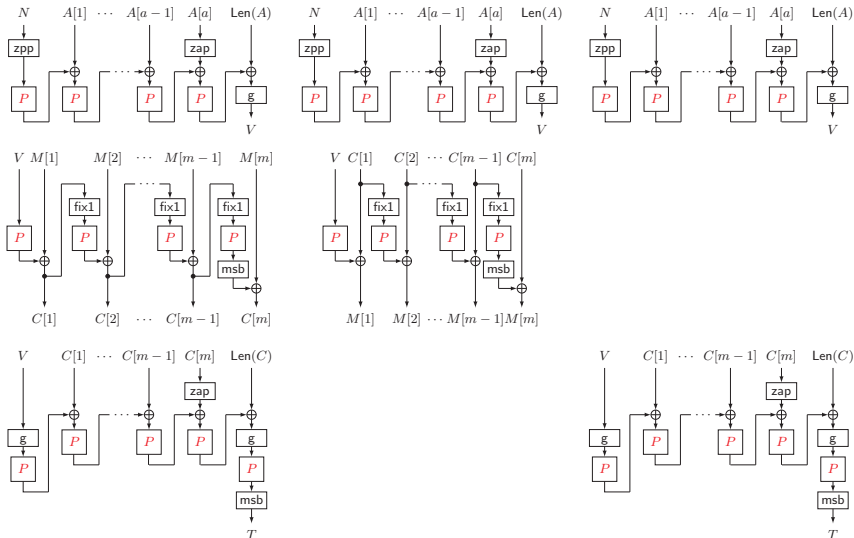 N A[1] ··· A[a−1] A[a] Len(A)
zpp zap
P P P P g
V
N A[1] ··· A[a−1] A[a] Len(A)
zpp zap
P P P P g
V
N A[1] ··· A[a−1] A[a] Len(A)
zpp zap
P P P P g
V
V M[1] M[2] ··· M[m−1] M[m]
fix1 fix1 fix1
P P P P
msb
C[1] C[2] ··· C[m−1] C[m]
V C[1] C[2] ··· C[m−1] C[m]
fix1 fix1 fix1
P P P P
msb
M[1] M[2] ··· M[m−1] M[m]
V C[1] ··· C[m−1] C[m] Len(C)
zap
g P P P g
P P
msb
T
V C[1] ··· C[m−1] C[m] Len(C)
zap
g P P P g
P P
msb
T